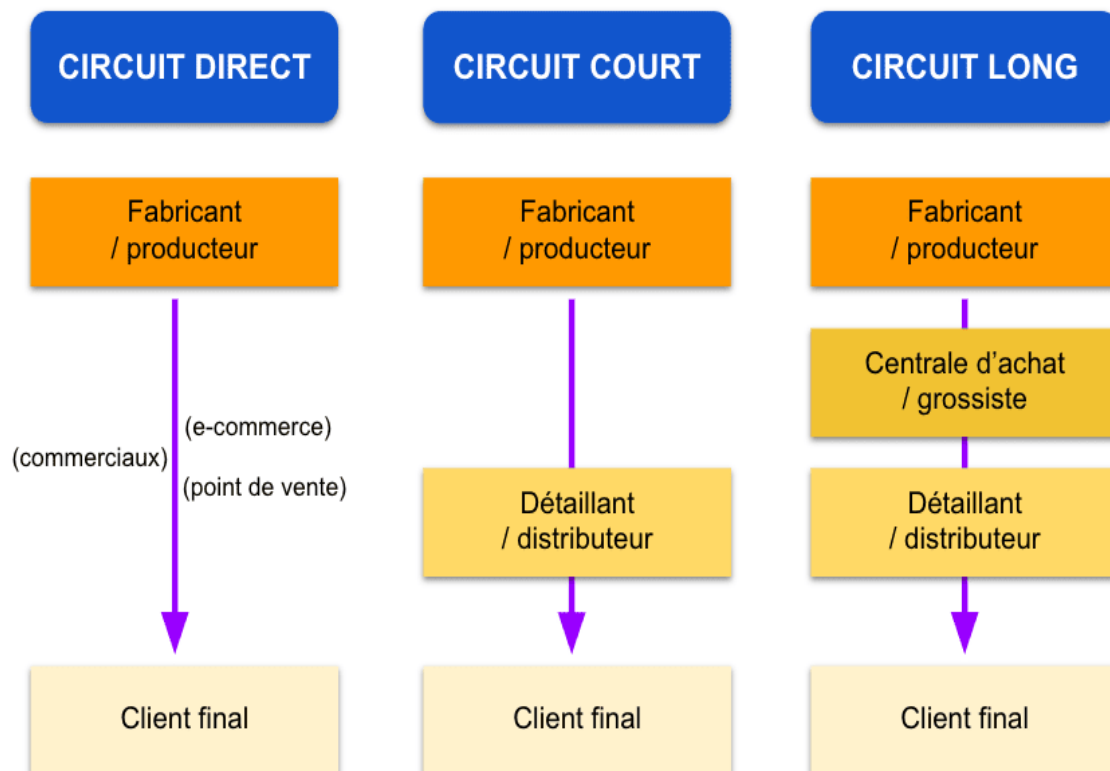 CIRCUIT DIRECT
CIRCUIT COURT
CIRCUIT LONG
Fabricant
/ producteur
Fabricant
/ producteur
Fabricant
/ producteur
Centrale d’achat
/ grossiste
(e-commerce)
(commerciaux)
(point de vente)
Détaillant
/ distributeur
Détaillant
/ distributeur
Client final
Client final
Client final